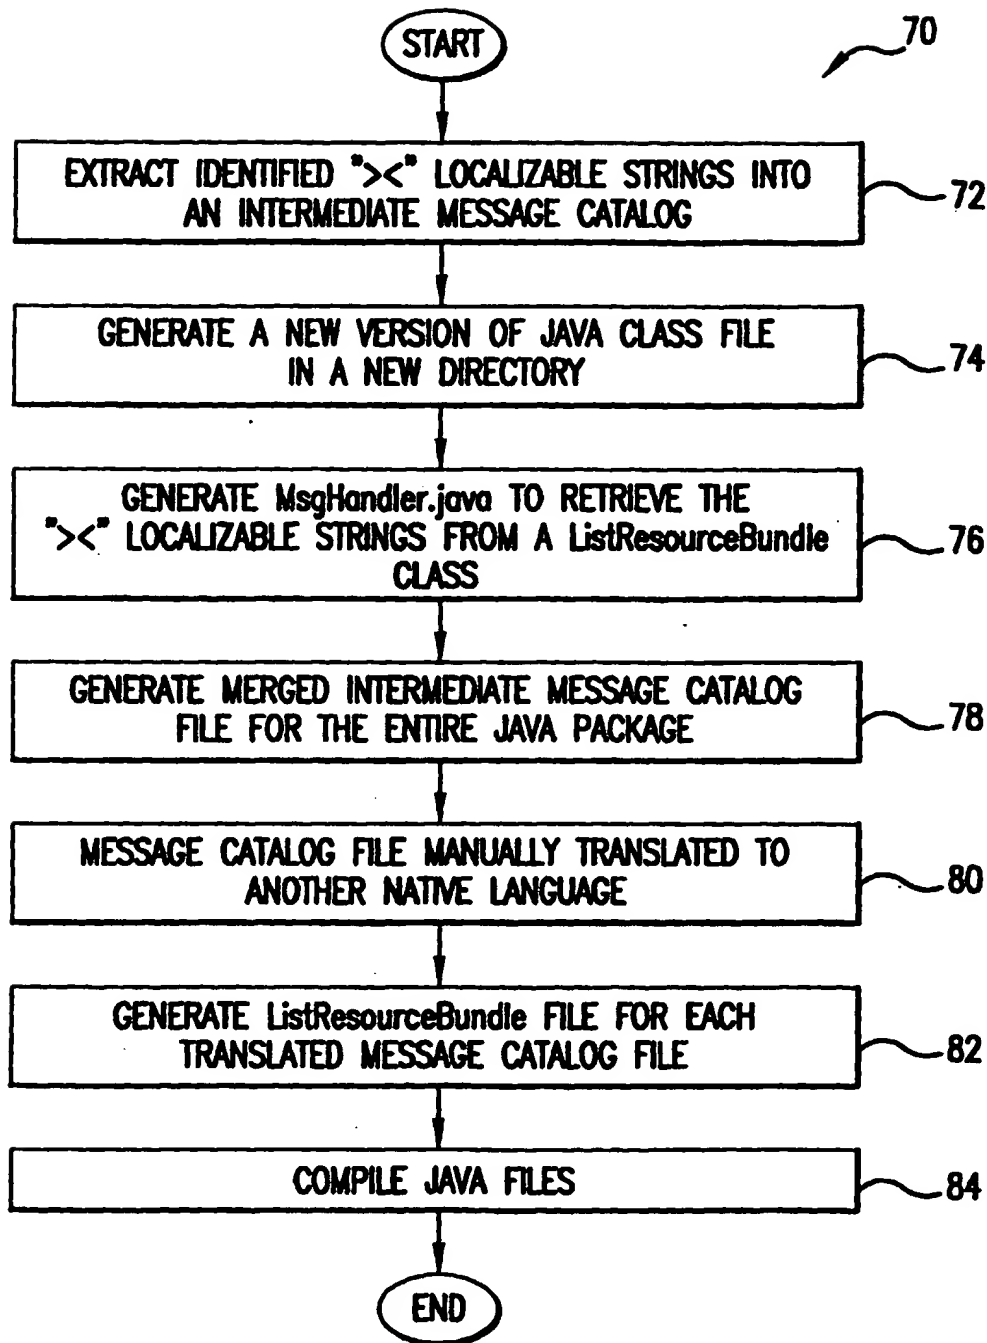 START
70
EXTRACT IDENTIFIED "><" LOCALIZABLE STRINGS INTO
AN INTERMEDIATE MESSAGE CATALOG
72
GENERATE A NEW VERSION OF JAVA CLASS FILE
IN A NEW DIRECTORY
74
GENERATE MsgHandler.java TO RETRIEVE THE
"><" LOCALIZABLE STRINGS FROM A ListResourceBundle
CLASS
76
GENERATE MERGED INTERMEDIATE MESSAGE CATALOG
FILE FOR THE ENTIRE JAVA PACKAGE
78
MESSAGE CATALOG FILE MANUALLY TRANSLATED TO
ANOTHER NATIVE LANGUAGE
80
GENERATE ListResourceBundle FILE FOR EACH
TRANSLATED MESSAGE CATALOG FILE
82
COMPILE JAVA FILES
84
END